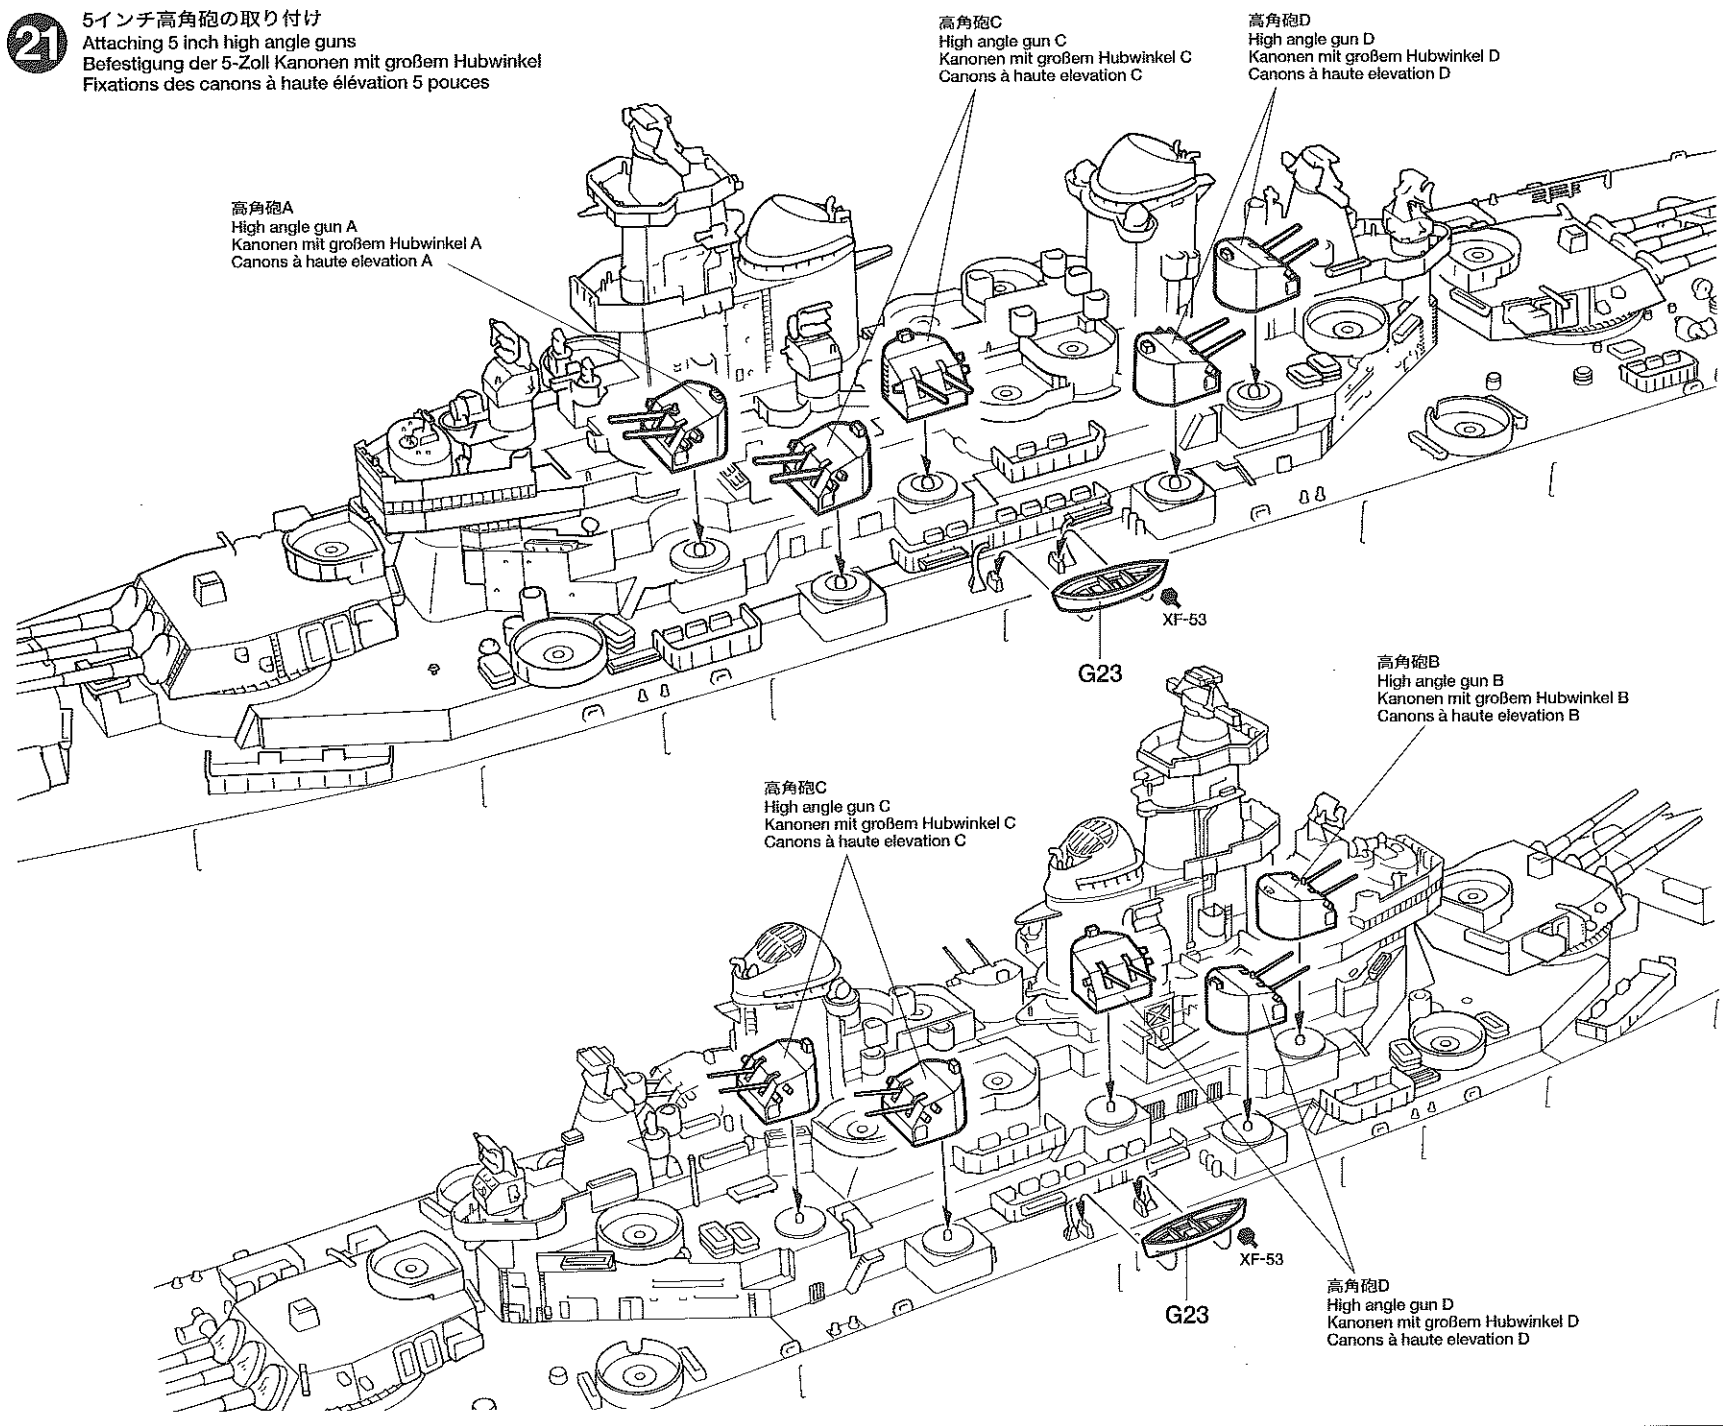 21
5インチ高角砲の取り付け
Attaching 5 inch high angle guns
Befestigung der 5-Zoll Kanonen mit großem Hubwinkel
Fixations des canons à haute élévation 5 pouces
高角砲C
High angle gun C
Kanonen mit großem Hubwinkel C
Canons à haute elevation C
高角砲D
High angle gun D
Kanonen mit großem Hubwinkel D
Canons à haute elevation D
高角砲A
High angle gun A
Kanonen mit großem Hubwinkel A
Canons à haute elevation A
XF-53
G23
高角砲B
High angle gun B
Kanonen mit großem Hubwinkel B
Canons à haute elevation B
高角砲C
High angle gun C
Kanonen mit großem Hubwinkel C
Canons à haute elevation C
XF-53
G23
高角砲D
High angle gun D
Kanonen mit großem Hubwinkel D
Canons à haute elevation D